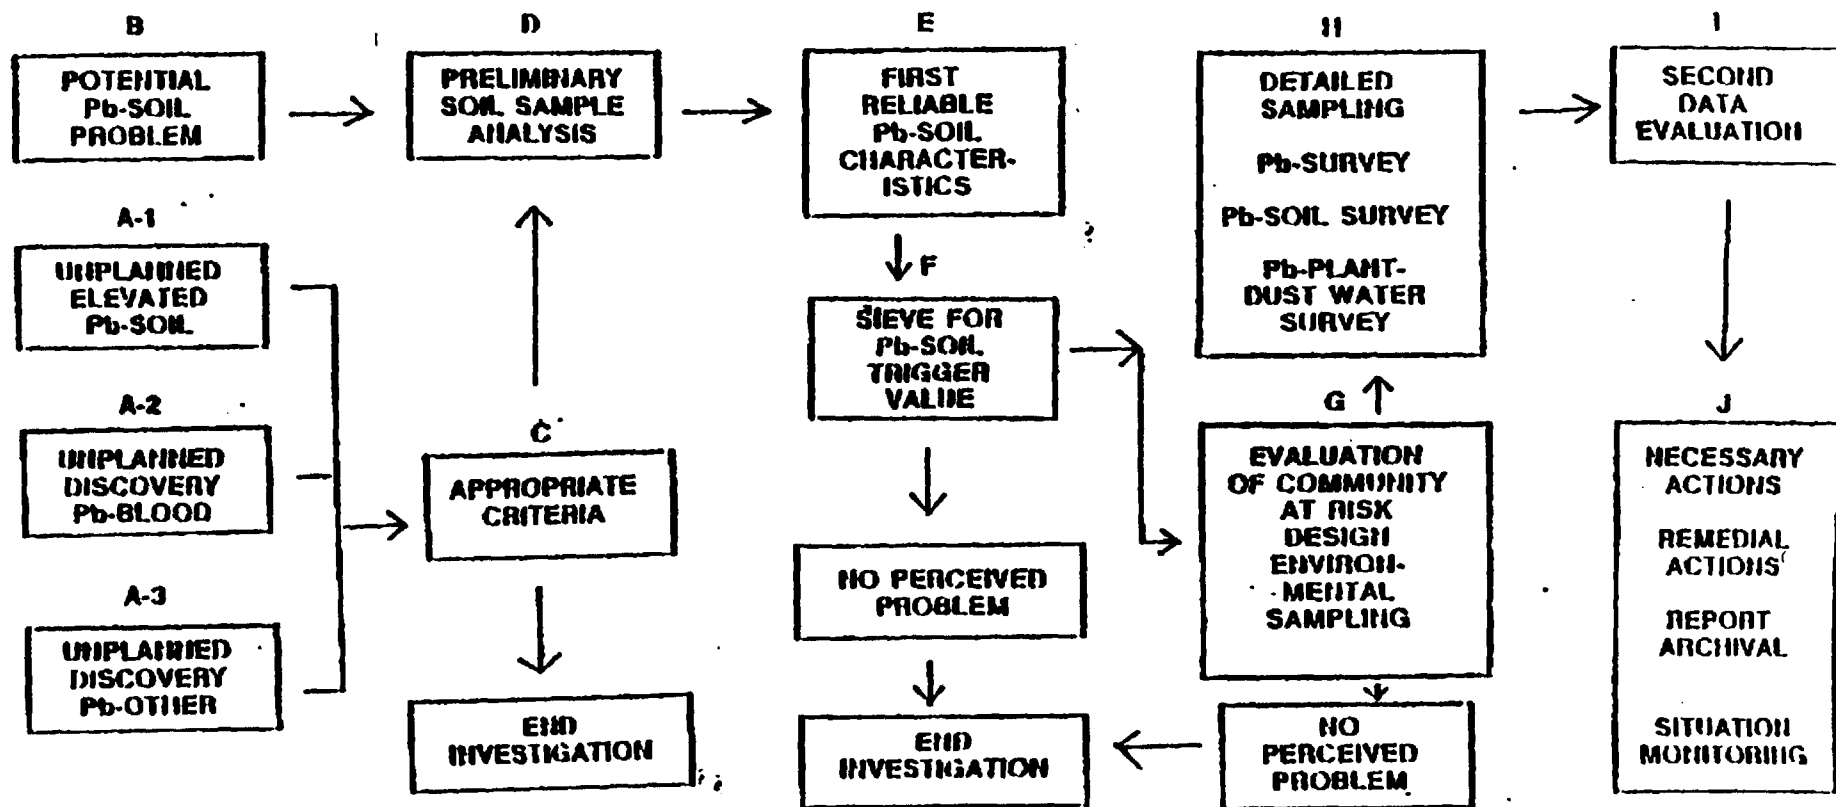 B
POTENTIAL
Pb-SOIL
PROBLEM
A-1
UNPLANNED
ELEVATED
Pb-SOIL
A-2
UNPLANNED
DISCOVERY
Pb-BLOOD
A-3
UNPLANNED
DISCOVERY
Pb-OTHER
D
PRELIMINARY
SOIL SAMPLE
ANALYSIS
C
APPROPRIATE
CRITERIA
END
INVESTIGATION
E
FIRST
RELIABLE
Pb-SOIL
CHARACTER-
ISTICS
F
SIEVE FOR
Pb-SOIL
TRIGGER
VALUE
NO PERCEIVED
PROBLEM
END
INVESTIGATION
H
DETAILED
SAMPLING
Pb-SURVEY
Pb-SOIL SURVEY
Pb-PLANT-
DUST WATER
SURVEY
G
EVALUATION
OF COMMUNITY
AT RISK
DESIGN
ENVIRON-
MENTAL
SAMPLING
NO
PERCEIVED
PROBLEM
I
SECOND
DATA
EVALUATION
J
NECESSARY
ACTIONS
REMEDIAL
ACTIONS
REPORT
ARCHIVAL
SITUATION
MONITORING